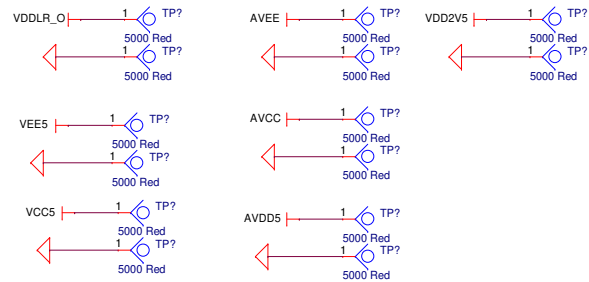 VDDLR_O 1 TP?
5000 Red
1 TP?
5000 Red
AVEE 1 TP?
5000 Red
1 TP?
5000 Red
VDD2V5 1 TP?
5000 Red
1 TP?
5000 Red
VEE5 1 TP?
5000 Red
1 TP?
5000 Red
AVCC 1 TP?
5000 Red
1 TP?
5000 Red
VCC5 1 TP?
5000 Red
1 TP?
5000 Red
AVDD5 1 TP?
5000 Red
1 TP?
5000 Red